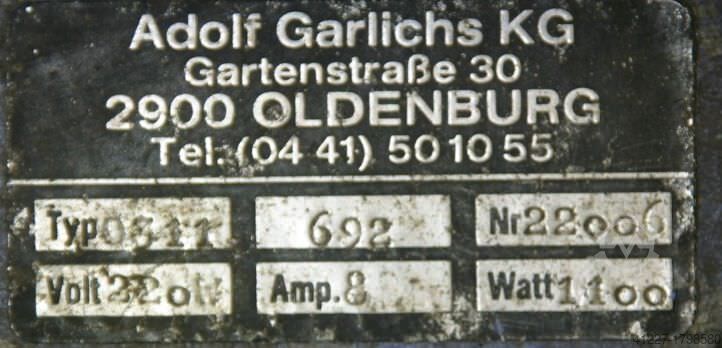 Adolf Garlichs KG
Gartenstraße 30
2900 OLDENBURG
Tel. (04 41) 50 10 55
Typ 692 Nr 22006
Volt 220 Amp. 8 Watt 1100